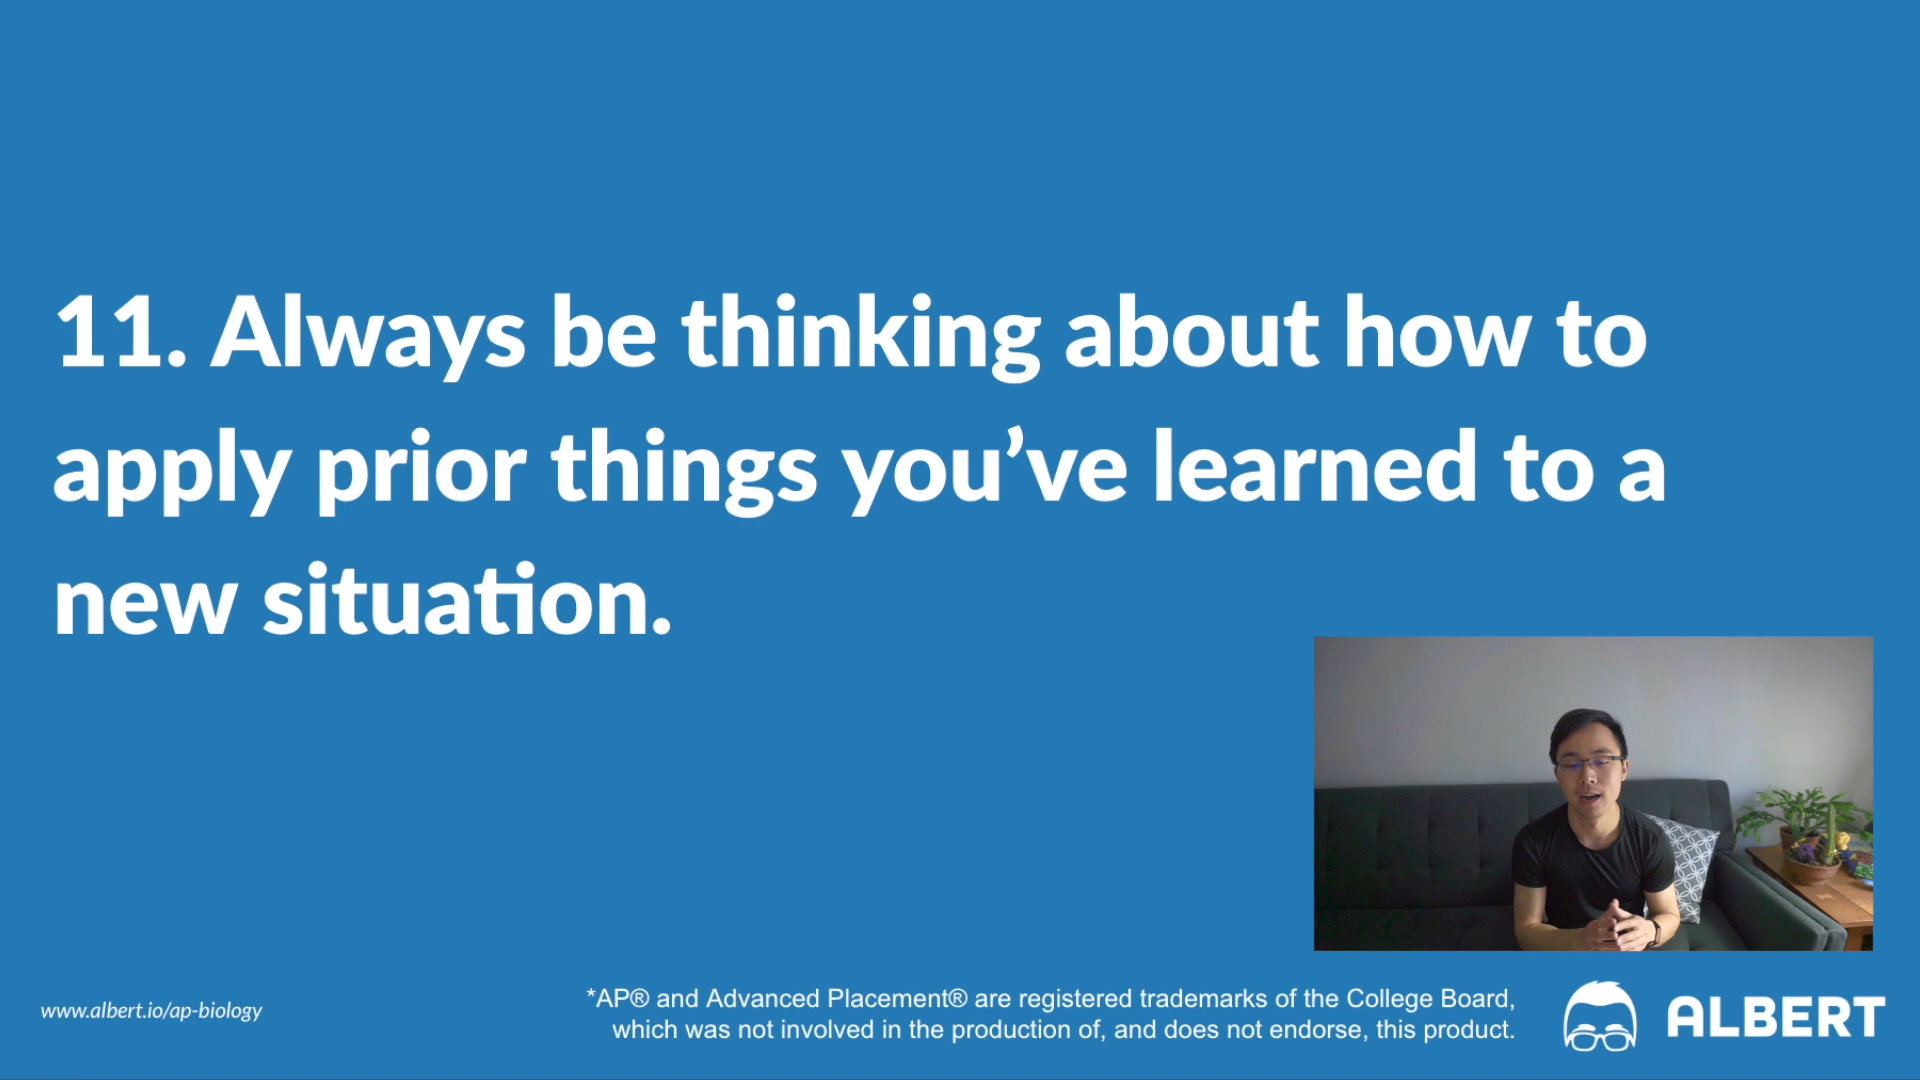 11. Always be thinking about how to
apply prior things you’ve learned to a
new situation.
www.albert.io/ap-biology
*AP® and Advanced Placement® are registered trademarks of the College Board,
which was not involved in the production of, and does not endorse, this product.
ALBERT